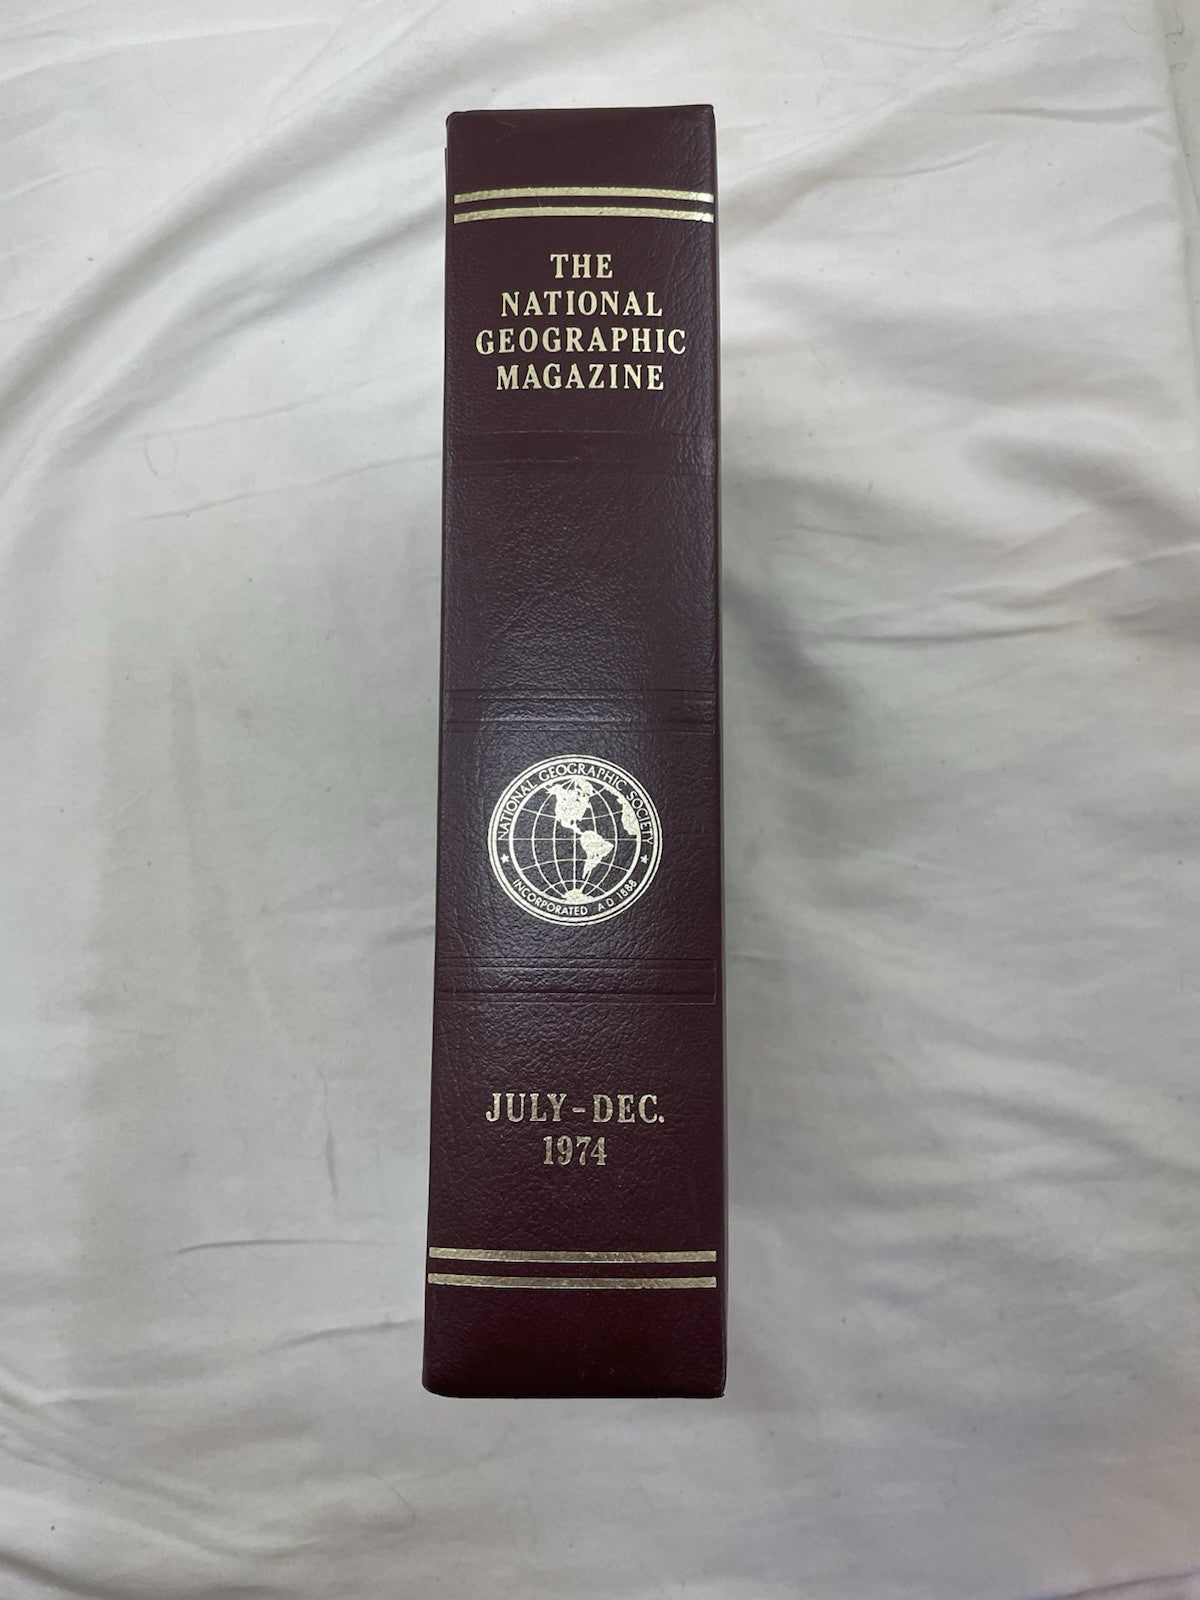 THE
NATIONAL
GEOGRAPHIC
MAGAZINE
NATIONAL GEOGRAPHIC SOCIETY
INCORPORATED A D 1888
JULY-DEC.
1974